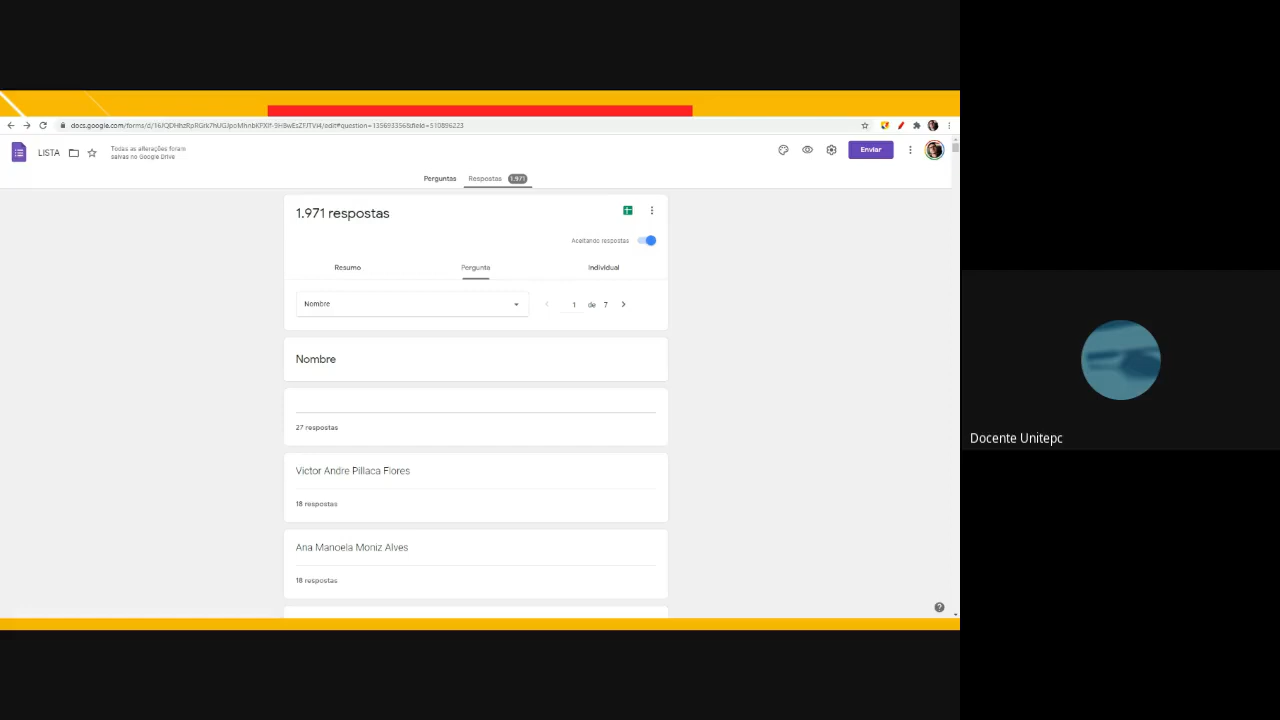 LISTA
Todas as alterações foram
salvas no Google Drive
Enviar
Perguntas
Respostas
1.971
1.971 respostas
Aceitando respostas
Resumo
Pergunta
Individual
Nombre
1 de 7
Nombre
27 respostas
Victor Andre Pillaca Flores
18 respostas
Ana Manoela Moniz Alves
18 respostas
Docente Unitepc